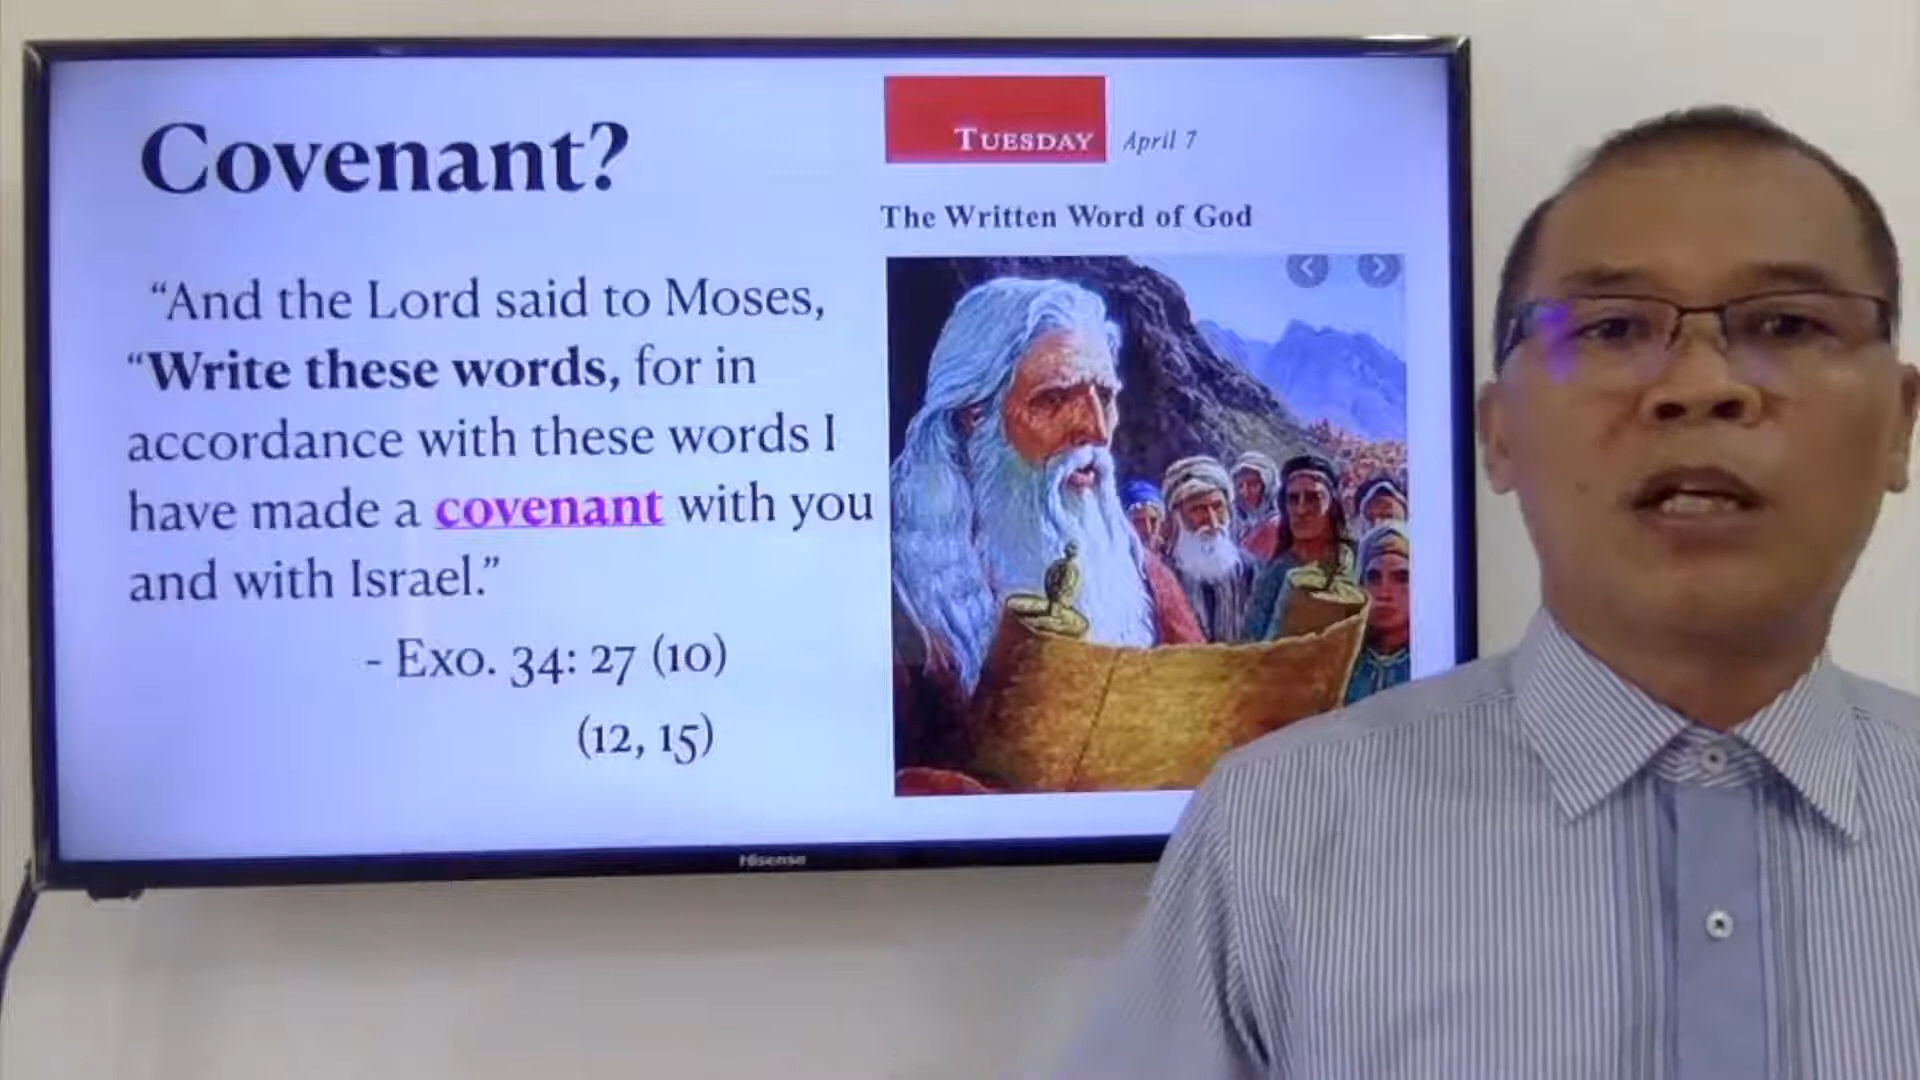 Covenant?
“And the Lord said to Moses,
“Write these words, for in
accordance with these words I
have made a covenant with you
and with Israel.”
- Exo. 34: 27 (10)
(12, 15)
TUESDAY April 7
The Written Word of God
Hisense